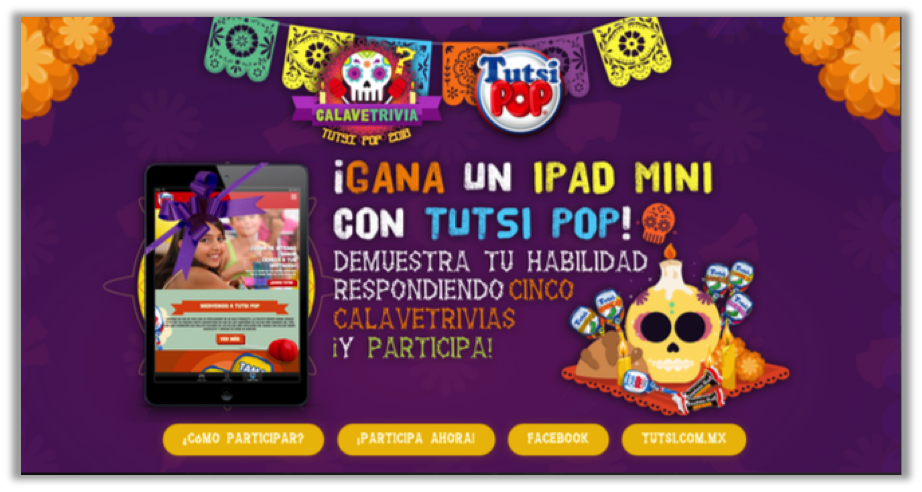 CALAVETRIVIA
TUTSI POP 2018
Tutsi
POP
¡GANA UN IPAD MINI
CON TUTSI POP!
DEMUESTRA TU HABILIDAD
RESPONDIENDO CINCO
CALAVETRIVIAS
¡Y PARTICIPA!
BIENVENIDO A TUTSI POP
VER MÁS
¿CÓMO PARTICIPAR?
¡PARTICIPA AHORA!
FACEBOOK
TUTSI.COM.MX